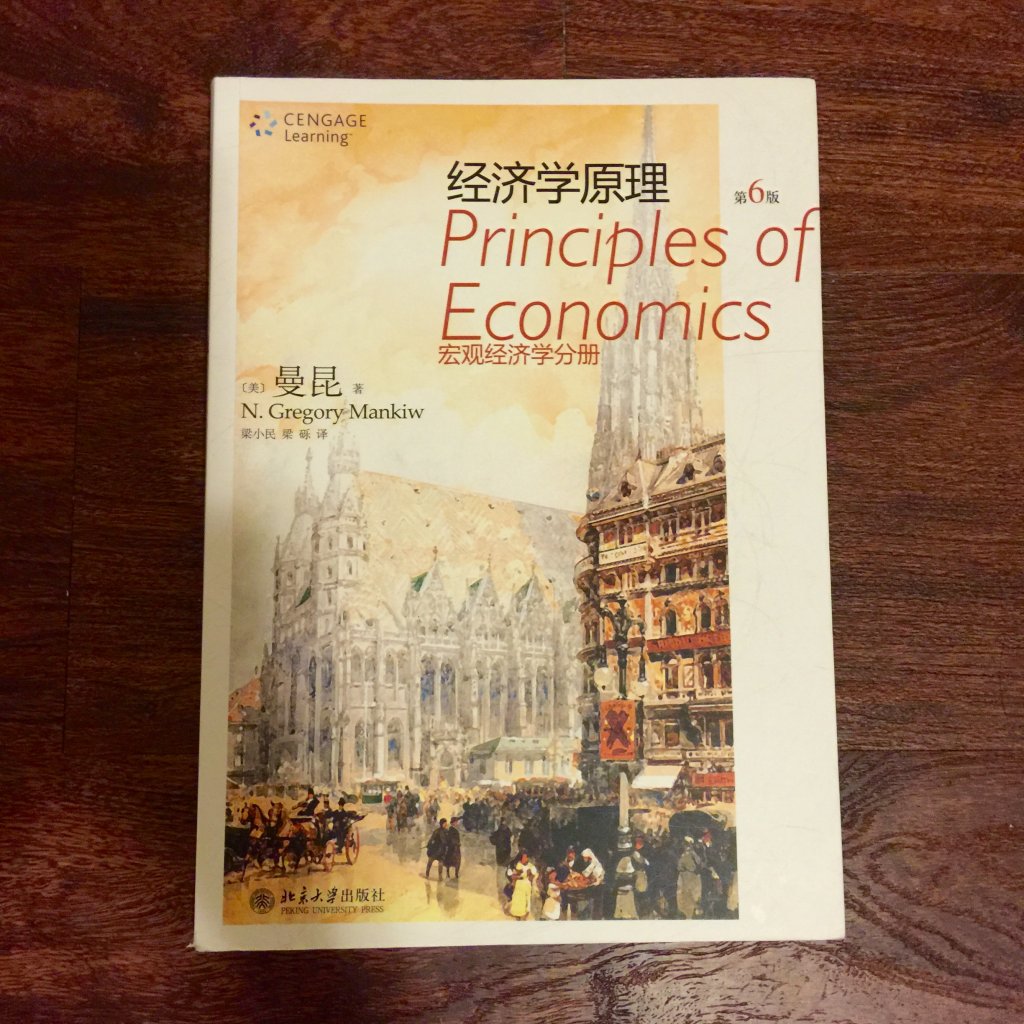 CENGAGE
Learning™
经济学原理
第6版
Principles of
Economics
宏观经济学分册
〔美〕曼昆 著
N. Gregory Mankiw
梁小民 梁 砾 译
北京大学出版社
PEKING UNIVERSITY PRESS